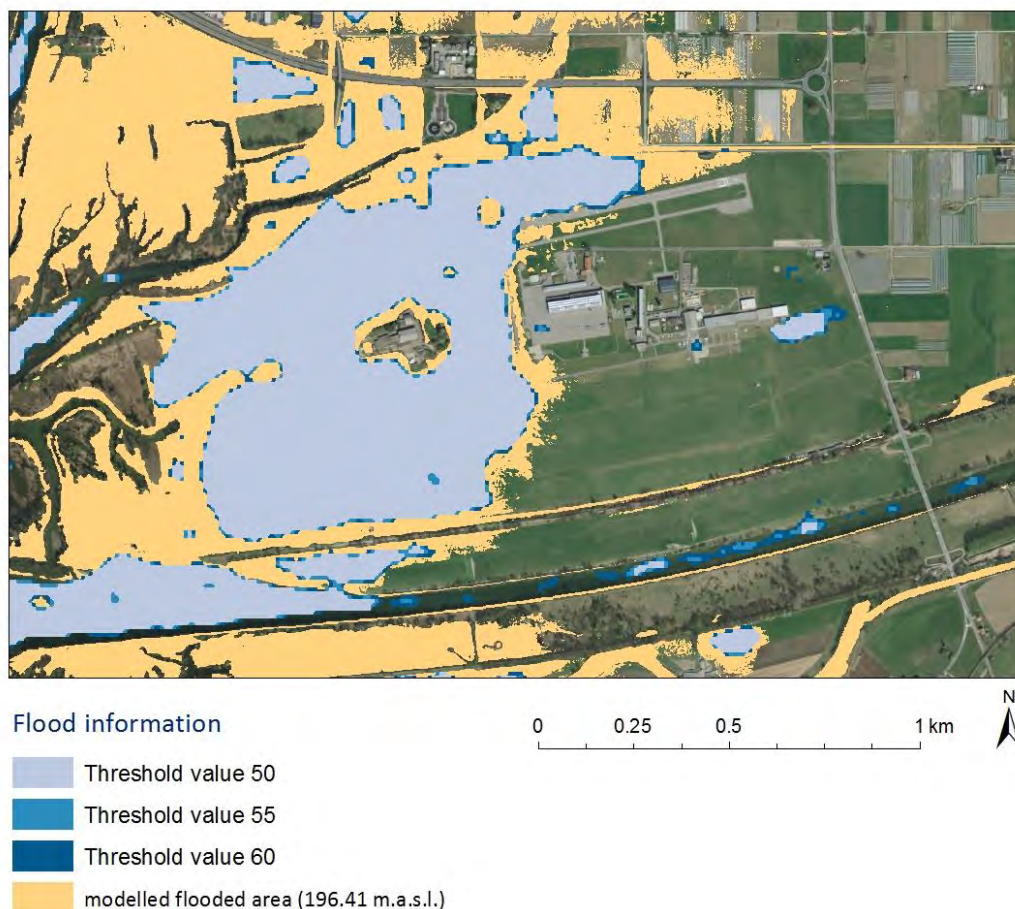 Flood information
Threshold value 50
Threshold value 55
Threshold value 60
modelled flooded area (196.41 m.a.s.l.)
0 0.25 0.5 1 km
N